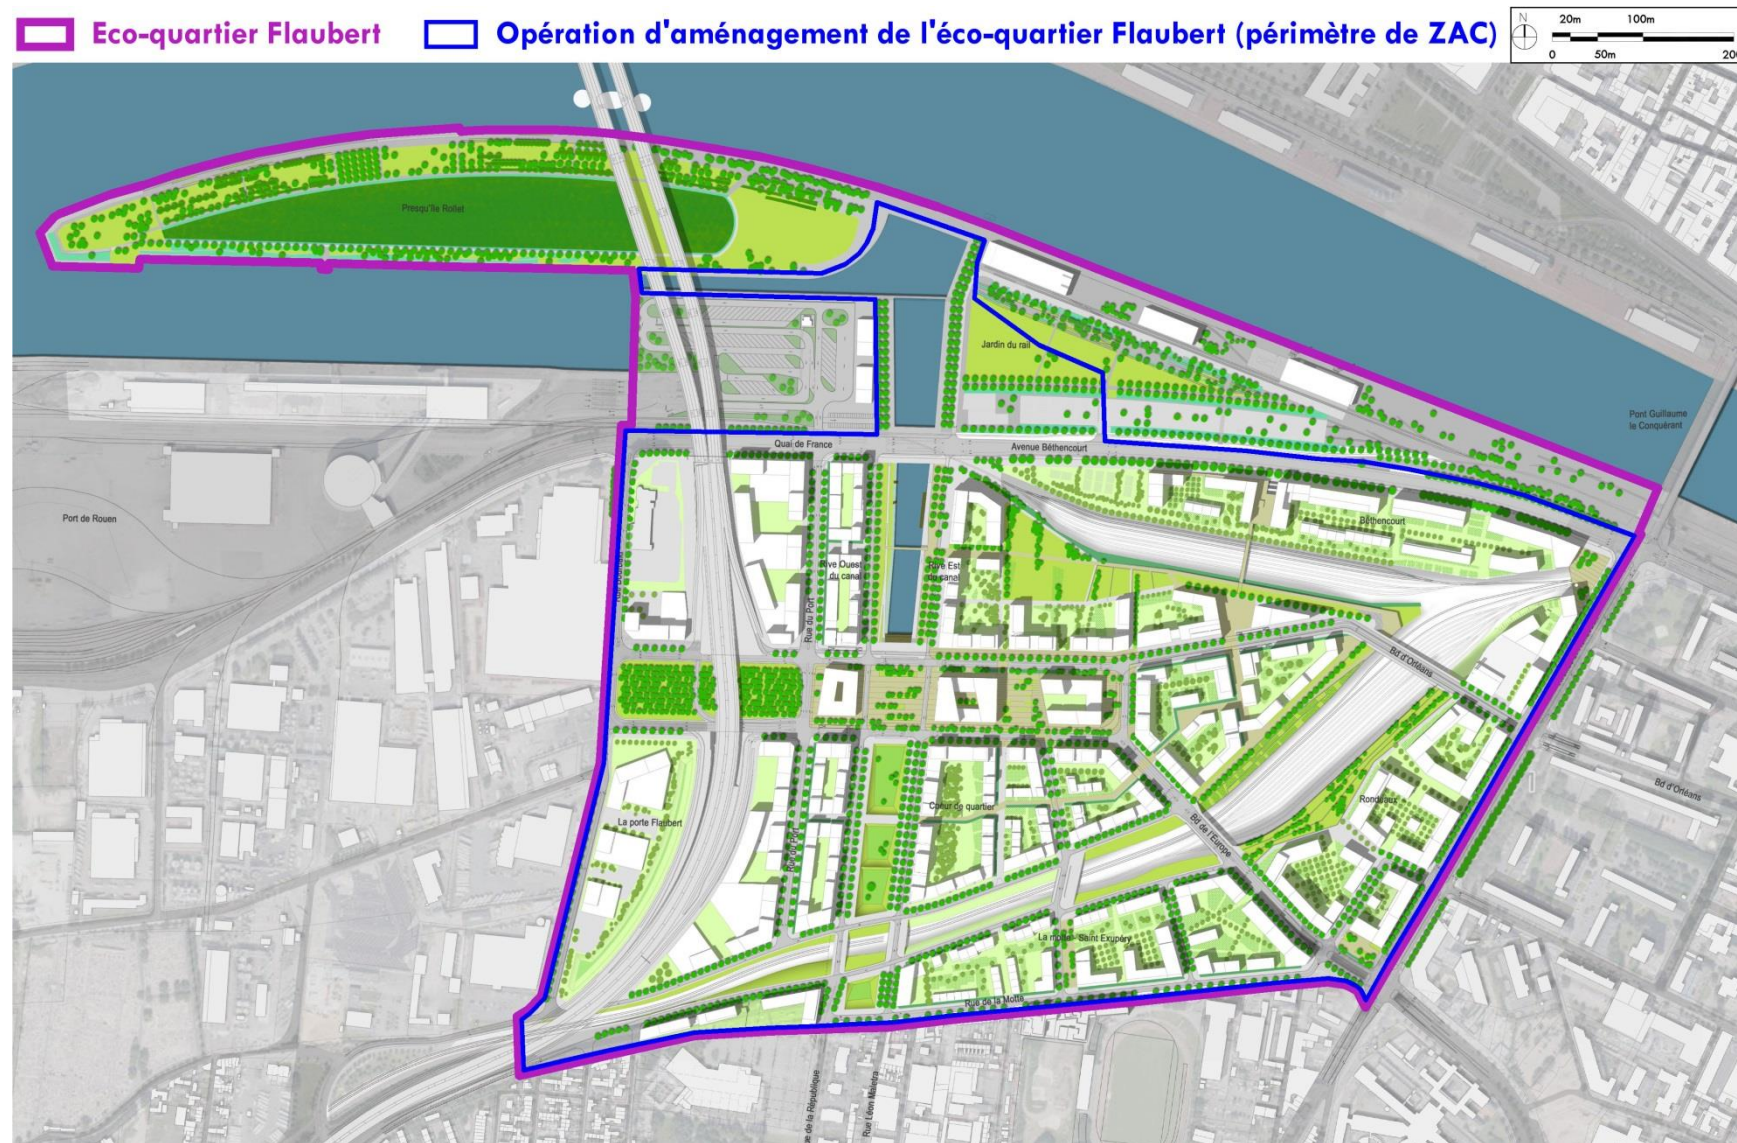 Eco-quartier Flaubert
Opération d'aménagement de l'éco-quartier Flaubert (périmètre de ZAC)
N
20m 100m
0 50m 200
Presqu'île Rollet
Jardin du rail
Pont Guillaume
le Conquérant
Quai de France
Avenue Béthencourt
Port de Rouen
Béthencourt
Rive Ouest
du canal
Rive Est
du canal
Rue du Port
Bd d'Orléans
Bd d'Orléans
Rondeaux
Coeur de quartier
La porte Flaubert
Bd de l'Europe
Rue du Port
La motte - Saint Exupéry
Rue de la Motte
de la République
Rue Léon Malétra